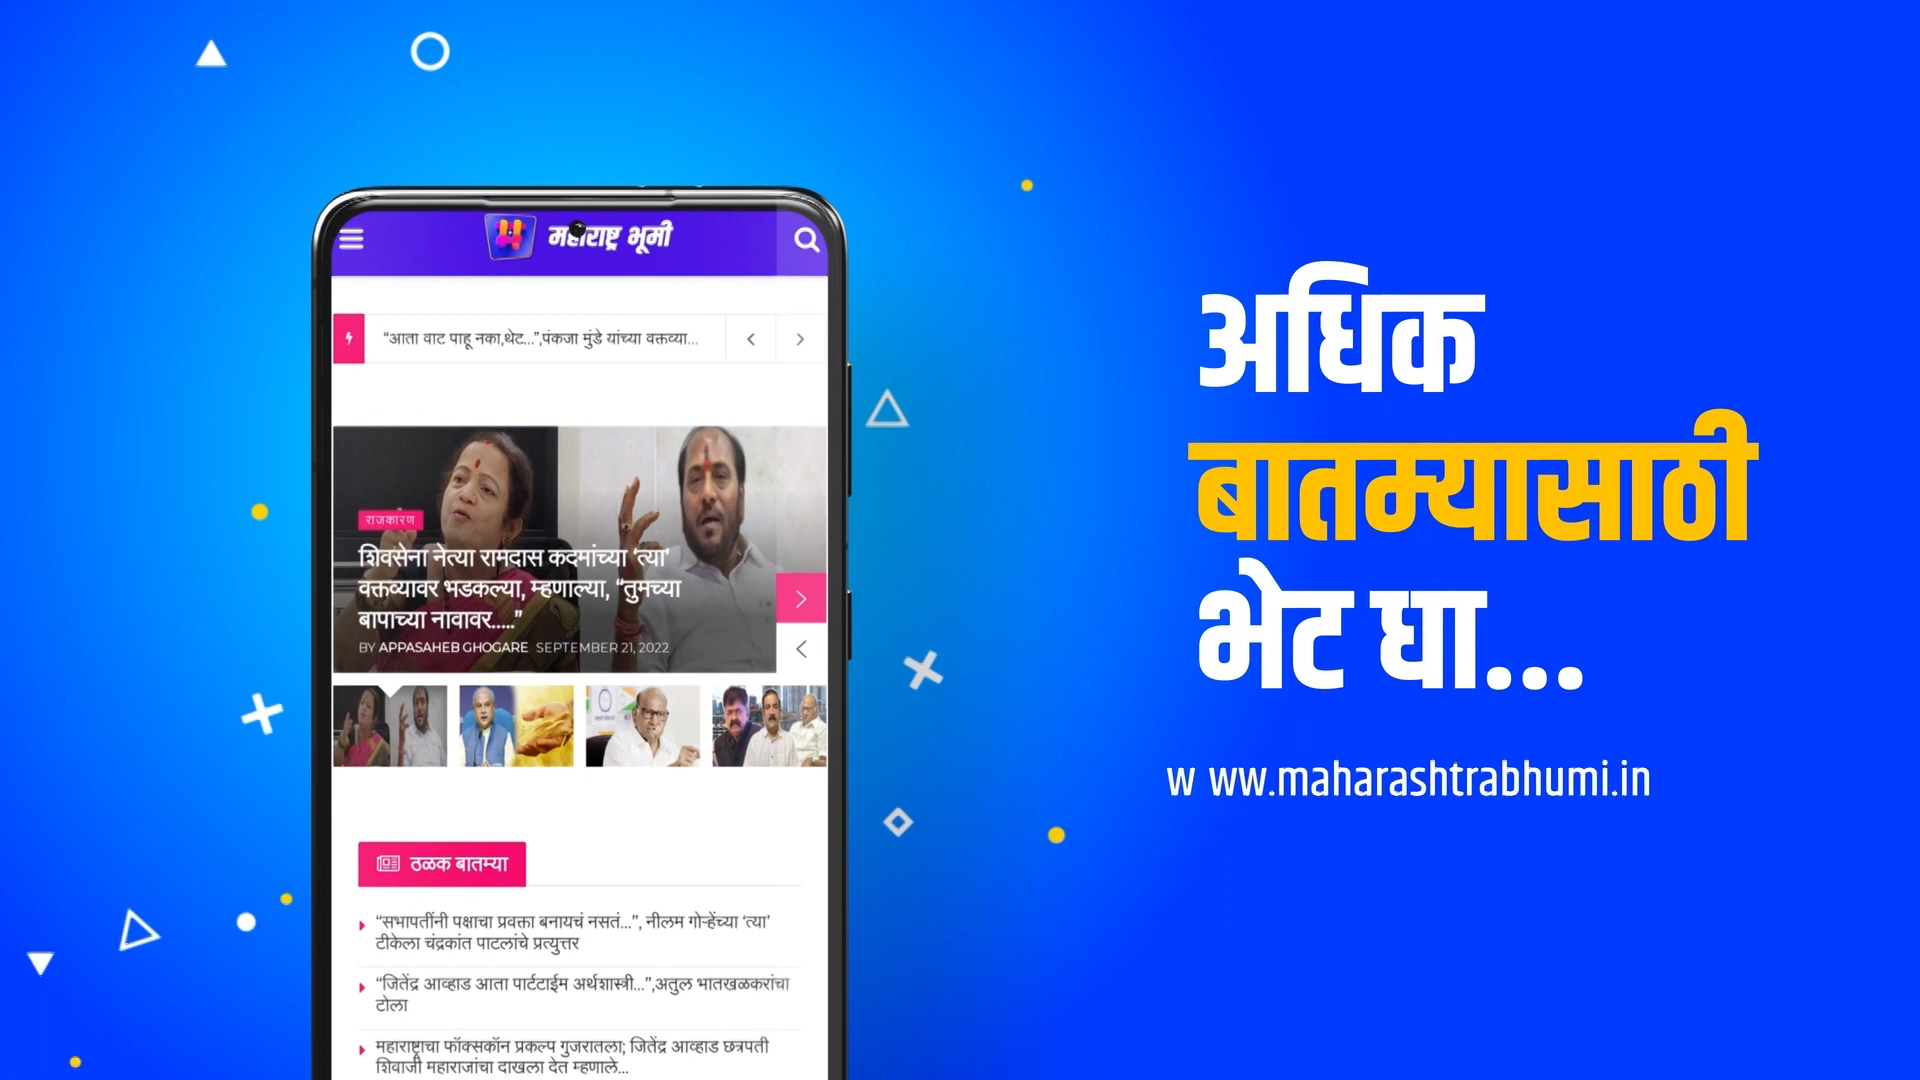 महाराष्ट्र भूमी
“आता वाट पाहू नका,थेट...”,पंकजा मुंडे यांच्या वक्तव्या...
राजकारण
शिवसेना नेत्या रामदास कदमांच्या ‘त्या’
वक्तव्यावर भडकल्या, म्हणाल्या, “तुमच्या
बापाच्या नावावर.....”
BY APPASAHEB GHOGARE SEPTEMBER 21, 2022
ठळक बातम्या
“सभापतींनी पक्षाचा प्रवक्ता बनायचं नसतं...”, नीलम गोऱ्हेंच्या ‘त्या’
टीकेला चंद्रकांत पाटलांचे प्रत्युत्तर
“जितेंद्र आव्हाड आता पार्टटाईम अर्थशास्त्री...”,अतुल भातखळकरांचा
टोला
महाराष्ट्राचा फॉक्सकॉन प्रकल्प गुजरातला; जितेंद्र आव्हाड छत्रपती
शिवाजी महाराजांचा दाखला देत म्हणाले...
अधिक
बातम्यासाठी
भेट घा...
w ww.maharashtrabhumi.in